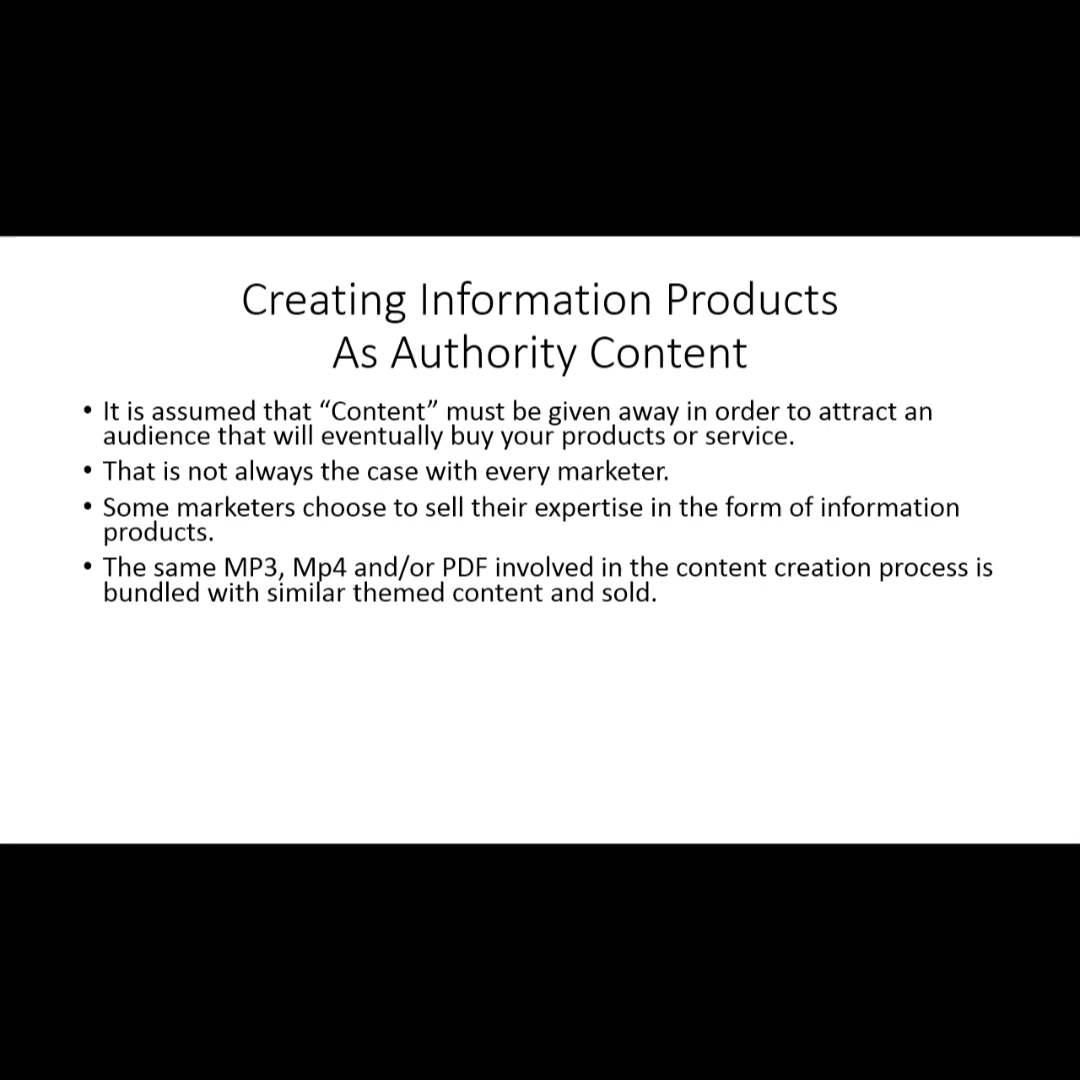 Creating Information Products
As Authority Content
• It is assumed that “Content” must be given away in order to attract an
audience that will eventually buy your products or service.
• That is not always the case with every marketer.
• Some marketers choose to sell their expertise in the form of information
products.
• The same MP3, Mp4 and/or PDF involved in the content creation process is
bundled with similar themed content and sold.